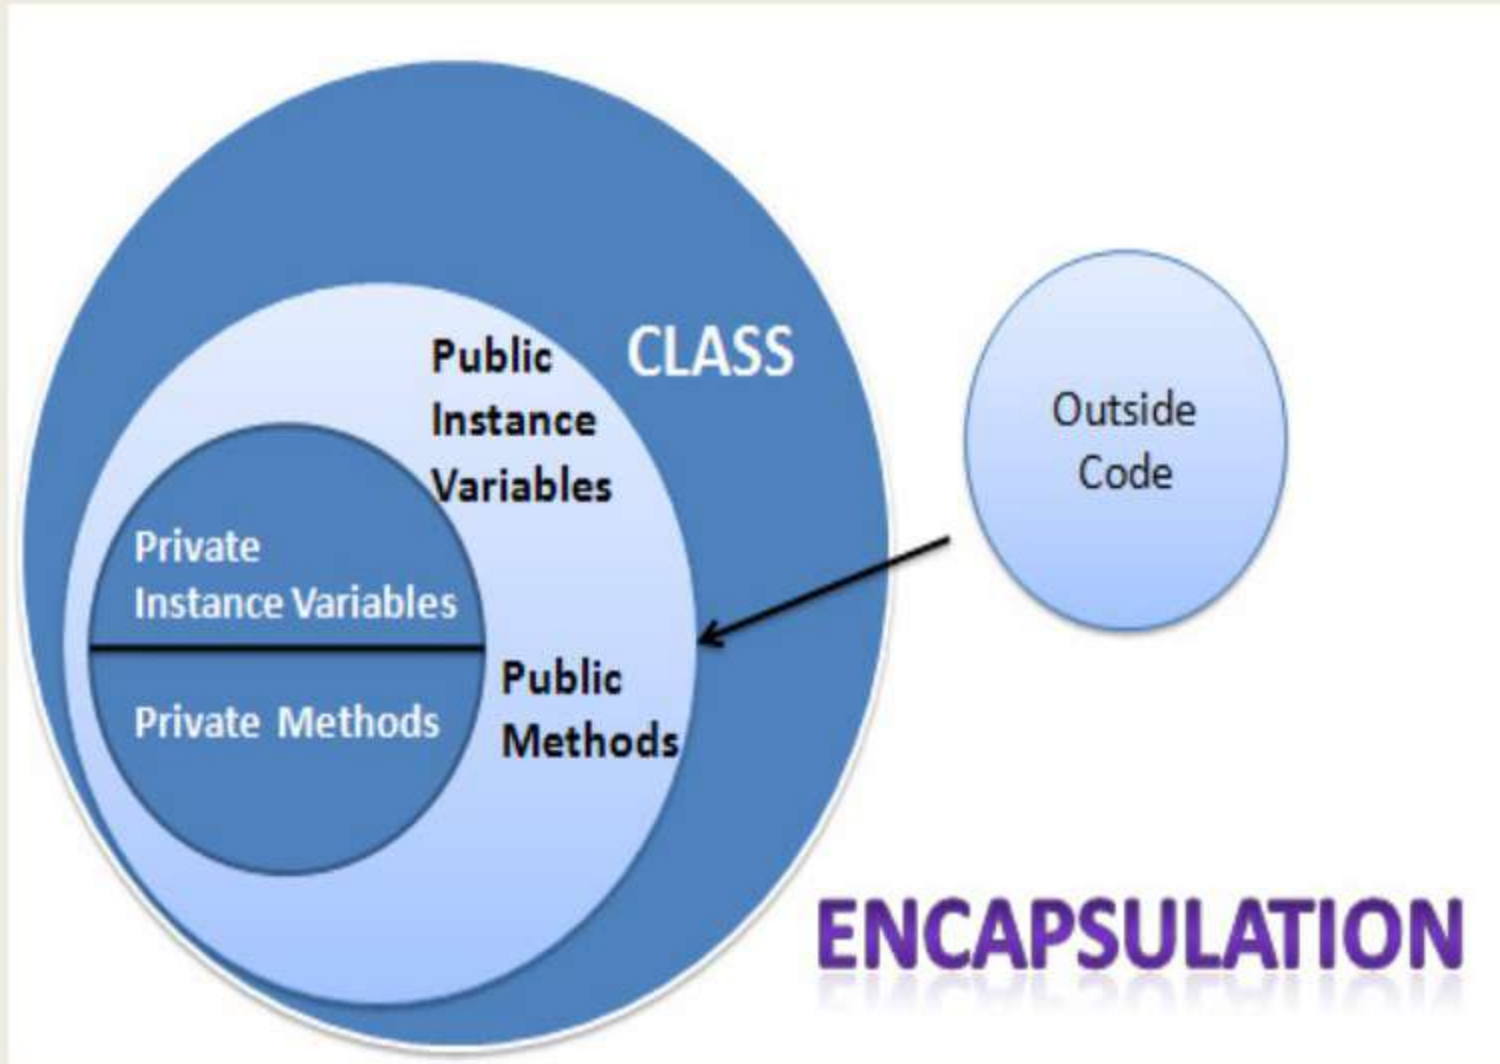 CLASS
Public
Instance
Variables
Private
Instance Variables
Private Methods
Public
Methods
Outside
Code
ENCAPSULATION